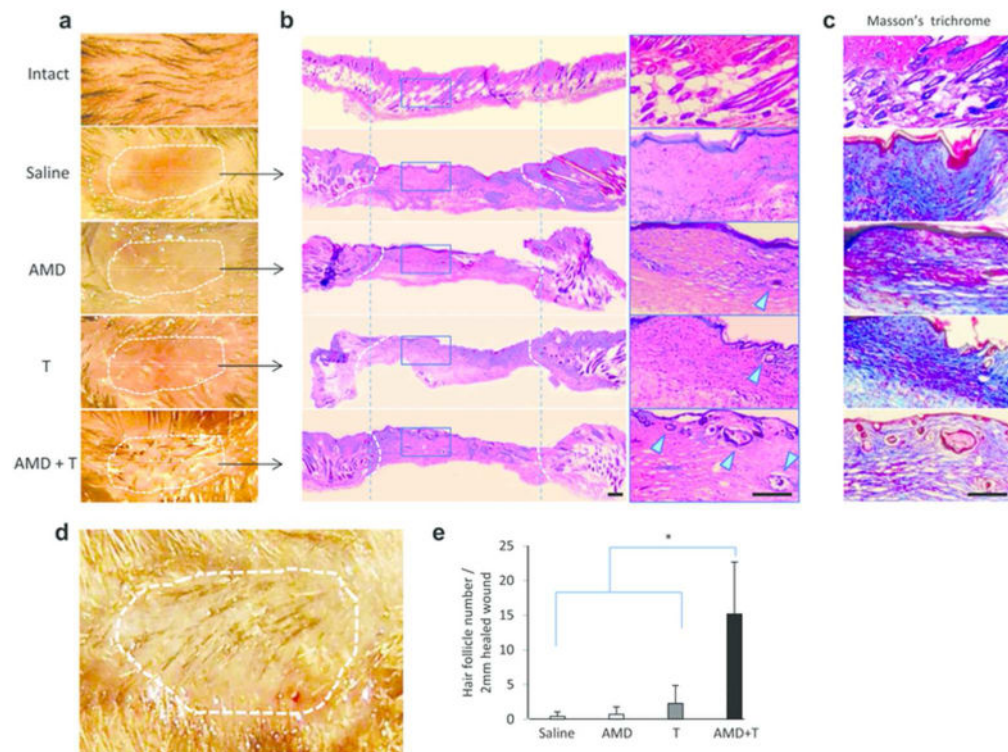 a
b
c
Masson's trichrome
Intact
Saline
AMD
T
AMD + T
d
e
Hair follicle number /
2mm healed wound
25
20
15
10
5
0
*
Saline
AMD
T
AMD+T